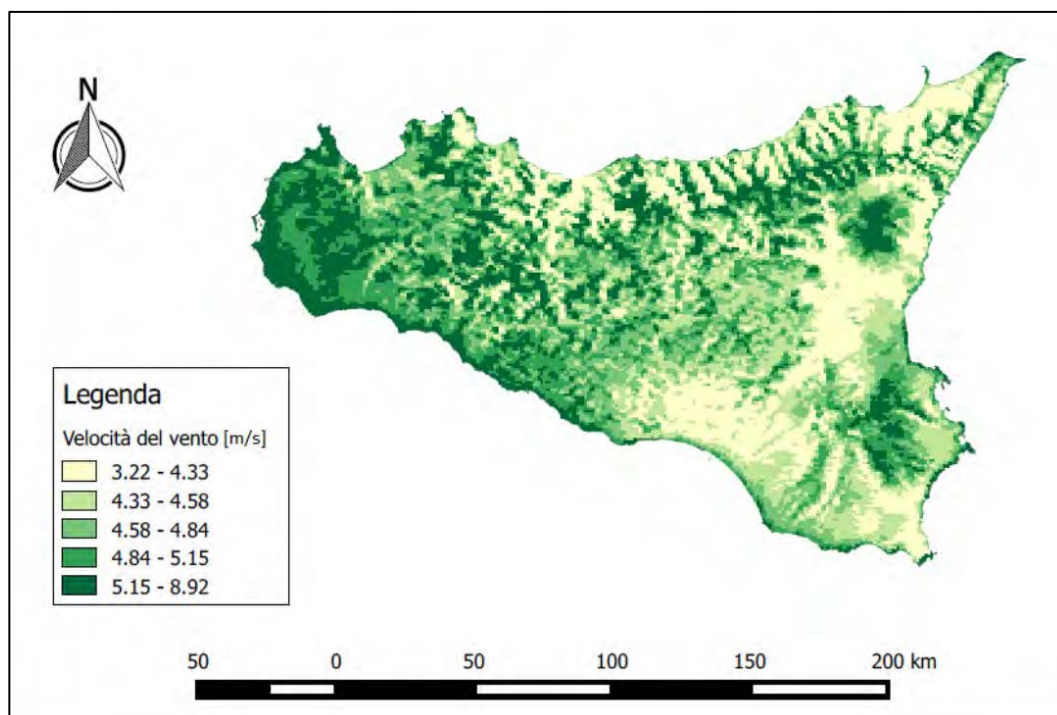 N
Legenda
Velocità del vento [m/s]
3.22 - 4.33
4.33 - 4.58
4.58 - 4.84
4.84 - 5.15
5.15 - 8.92
50 0 50 100 150 200 km